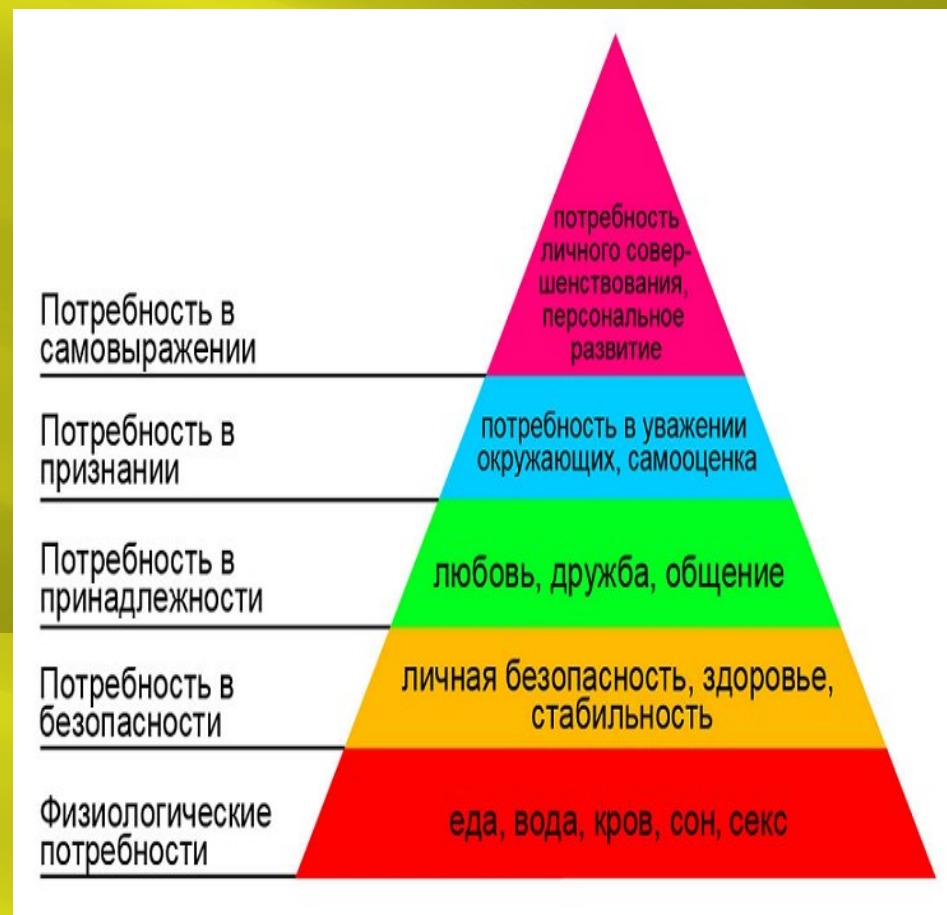 потребность
личного совер-
шенствования,
персональное
развитие
Потребность в
самовыражении
потребность в уважении
окружающих, самооценка
Потребность в
признании
любовь, дружба, общение
Потребность в
принадлежности
личная безопасность, здоровье,
стабильность
Потребность в
безопасности
еда, вода, кров, сон, секс
Физиологические
потребности